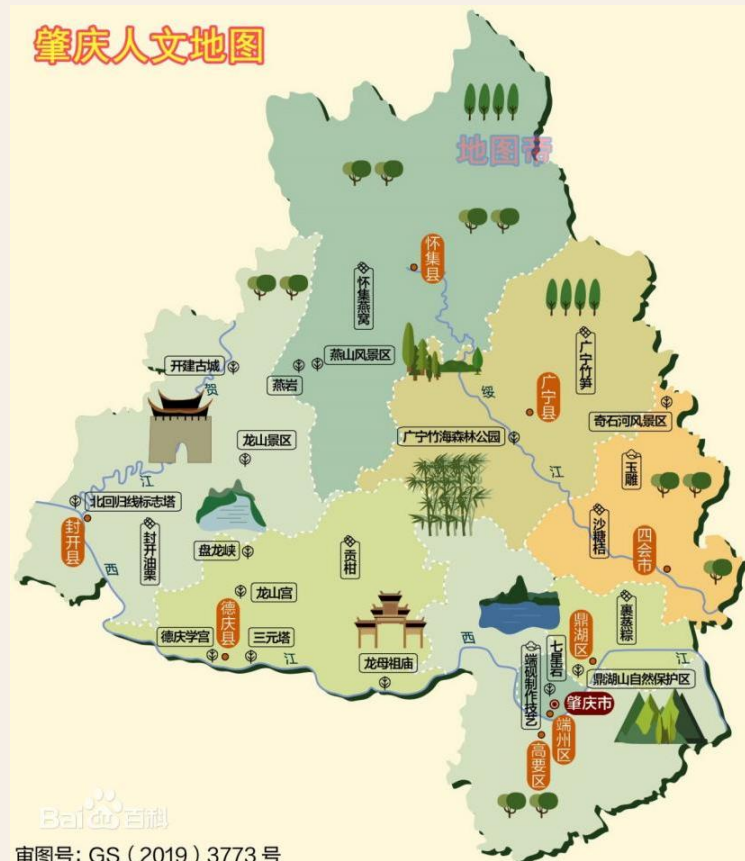 肇庆人文地图
地图帝
怀集县
怀集燕窝
燕山风景区
燕岩
开建古城
贺
江
龙山景区
北回归线标志塔
封开县
封开油栗
盘龙峡
西
江
广宁竹笋
广宁县
绥
江
广宁竹海森林公园
奇石河风景区
玉雕
沙糖桔
四会市
贡柑
龙山宫
德庆县
德庆学宫
三元塔
龙母祖庙
西
江
裹蒸粽
鼎湖区
七星岩
端砚制作技艺
鼎湖山自然保护区
肇庆市
端州区
高要区
Bai 百科
审图号: GS（2019）3773号